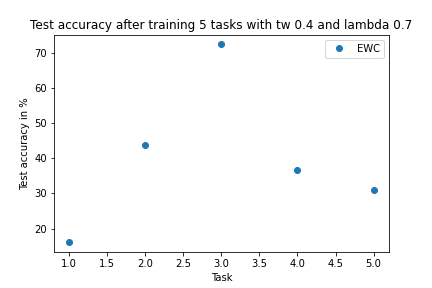 Test accuracy after training 5 tasks with tw 0.4 and lambda 0.7
EWC
Test accuracy in %
70
60
50
40
30
20
1.0 1.5 2.0 2.5 3.0 3.5 4.0 4.5 5.0
Task